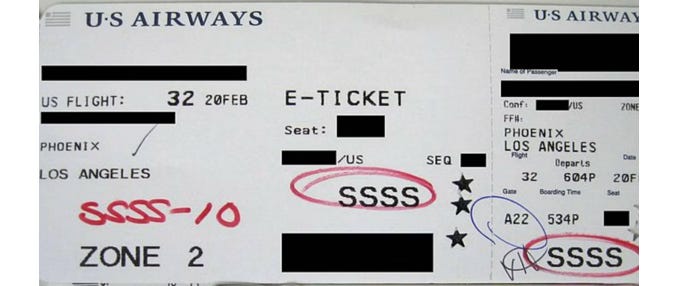 U·S AIRWAYS
US FLIGHT: 32 20FEB
PHOENIX
LOS ANGELES
SSSS-10
ZONE 2
E-TICKET
Seat:
/US SEQ
SSSS
U·S AIRWAY
Name of Passenger
Conf: /US ZONE
FF#:
PHOENIX
LOS ANGELES
Flight Departs Date
32 604P 20F
Gate Boarding Time Seat
A22 534P
SSSS